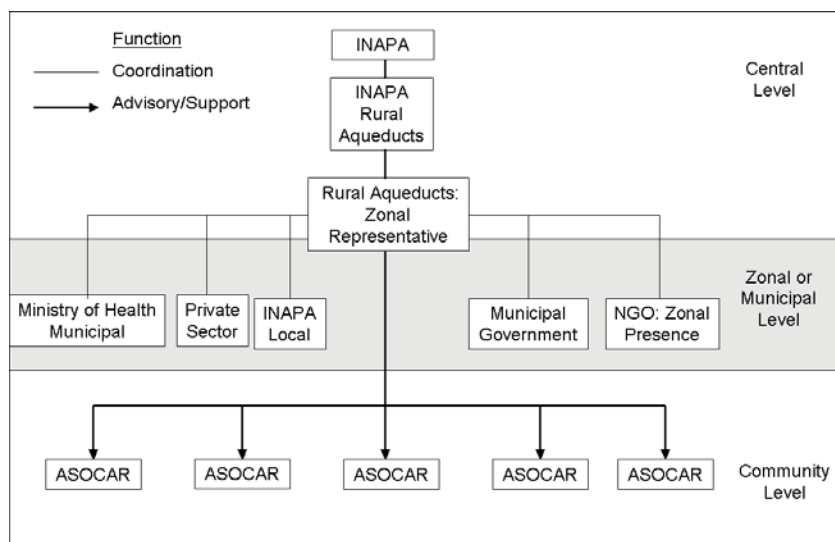 Function
Coordination
Advisory/Support
INAPA
INAPA
Rural
Aqueducts
Central
Level
Rural Aqueducts:
Zonal
Representative
Ministry of Health
Municipal
Private
Sector
INAPA
Local
Municipal
Government
NGO: Zonal
Presence
Zonal or
Municipal
Level
ASOCAR
ASOCAR
ASOCAR
ASOCAR
ASOCAR
Community
Level